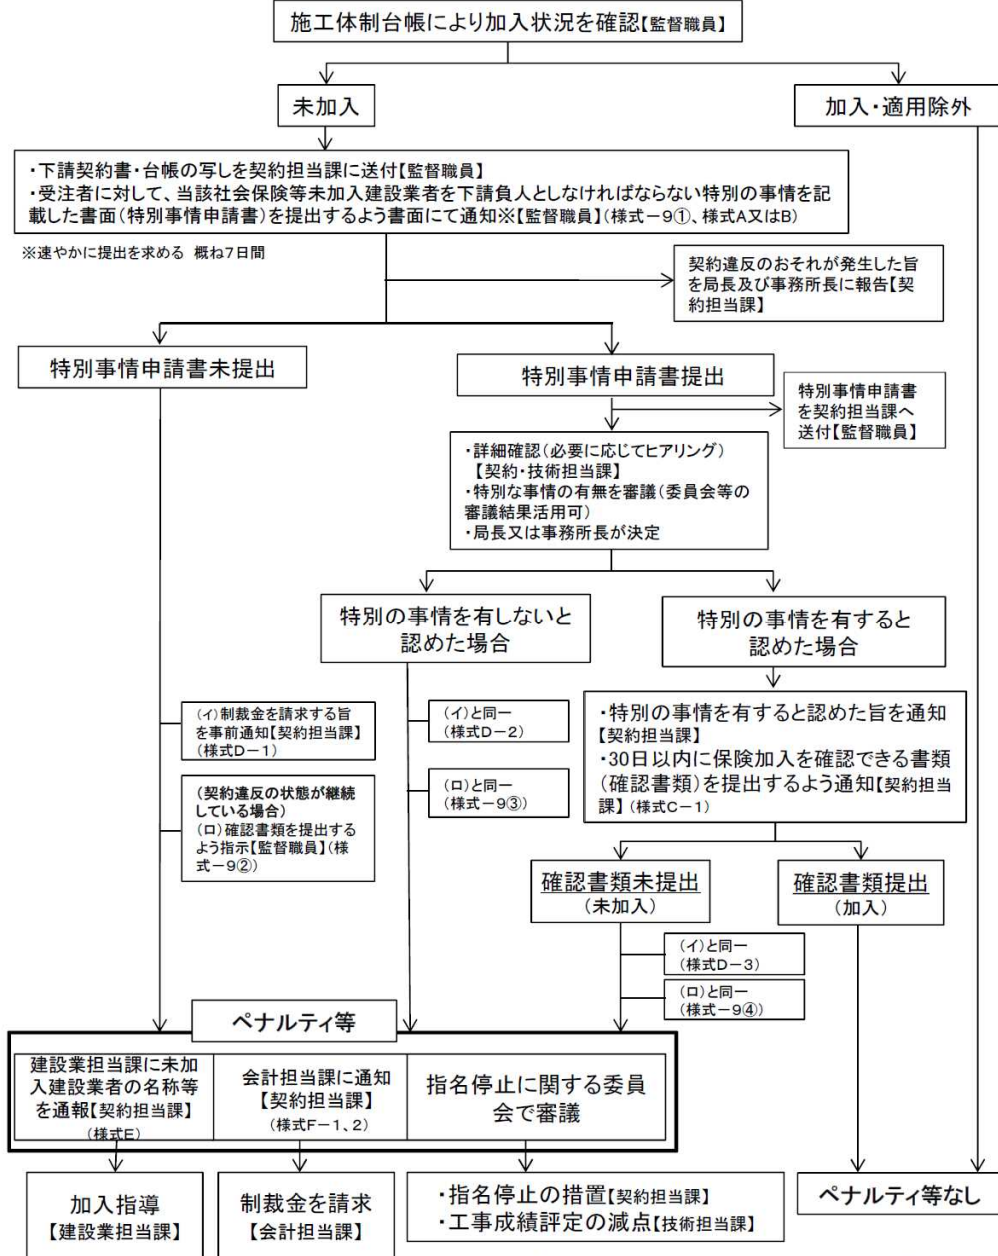 施工体制台帳により加入状況を確認【監督職員】
未加入
加入・適用除外
・下請契約書・台帳の写しを契約担当課に送付【監督職員】
・受注者に対して、当該社会保険等未加入建設業者を下請負人としなければならない特別の事情を記
載した書面（特別事情申請書）を提出するよう書面にて通知※【監督職員】（様式－9①、様式A又はB）
※速やかに提出を求める 概ね7日間
契約違反のおそれが発生した旨
を局長及び事務所長に報告【契
約担当課】
特別事情申請書未提出
特別事情申請書提出
特別事情申請書
を契約担当課へ
送付【監督職員】
・詳細確認（必要に応じてヒアリング）
【契約・技術担当課】
・特別な事情の有無を審議（委員会等の
審議結果活用可）
・局長又は事務所長が決定
特別の事情を有しないと
認めた場合
特別の事情を有すると
認めた場合
（イ）制裁金を請求する旨
を事前通知【契約担当課】
（様式D－1）
（イ）と同一
（様式D－2）
・特別の事情を有すると認めた旨を通知
【契約担当課】
・30日以内に保険加入を確認できる書類
（確認書類）を提出するよう通知【契約担当
課】（様式C－1）
（契約違反の状態が継続
している場合）
（ロ）確認書類を提出する
よう指示【監督職員】（様
式－9②）
（ロ）と同一
（様式－9③）
確認書類未提出
（未加入）
確認書類提出
（加入）
（イ）と同一
（様式D－3）
（ロ）と同一
（様式－9④）
ペナルティ等
建設業担当課に未加
入建設業者の名称等
を通報【契約担当課】
（様式E）
会計担当課に通知
【契約担当課】
（様式F－1、2）
指名停止に関する委員
会で審議
加入指導
【建設業担当課】
制裁金を請求
【会計担当課】
・指名停止の措置【契約担当課】
・工事成績評定の減点【技術担当課】
ペナルティ等なし